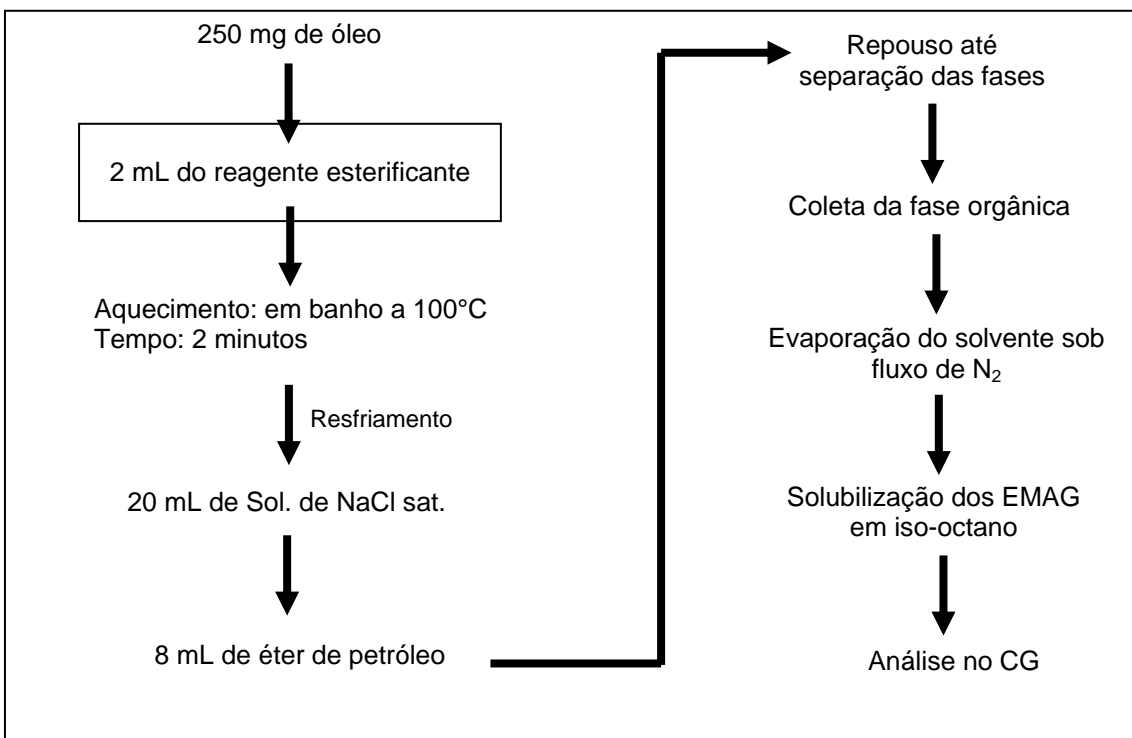 250 mg de óleo
2 mL do reagente esterificante
Aquecimento: em banho a 100°C
Tempo: 2 minutos
Resfriamento
20 mL de Sol. de NaCl sat.
8 mL de éter de petróleo
Repouso até
separação das fases
Coleta da fase orgânica
Evaporação do solvente sob
fluxo de N₂
Solubilização dos EMAG
em iso-octano
Análise no CG